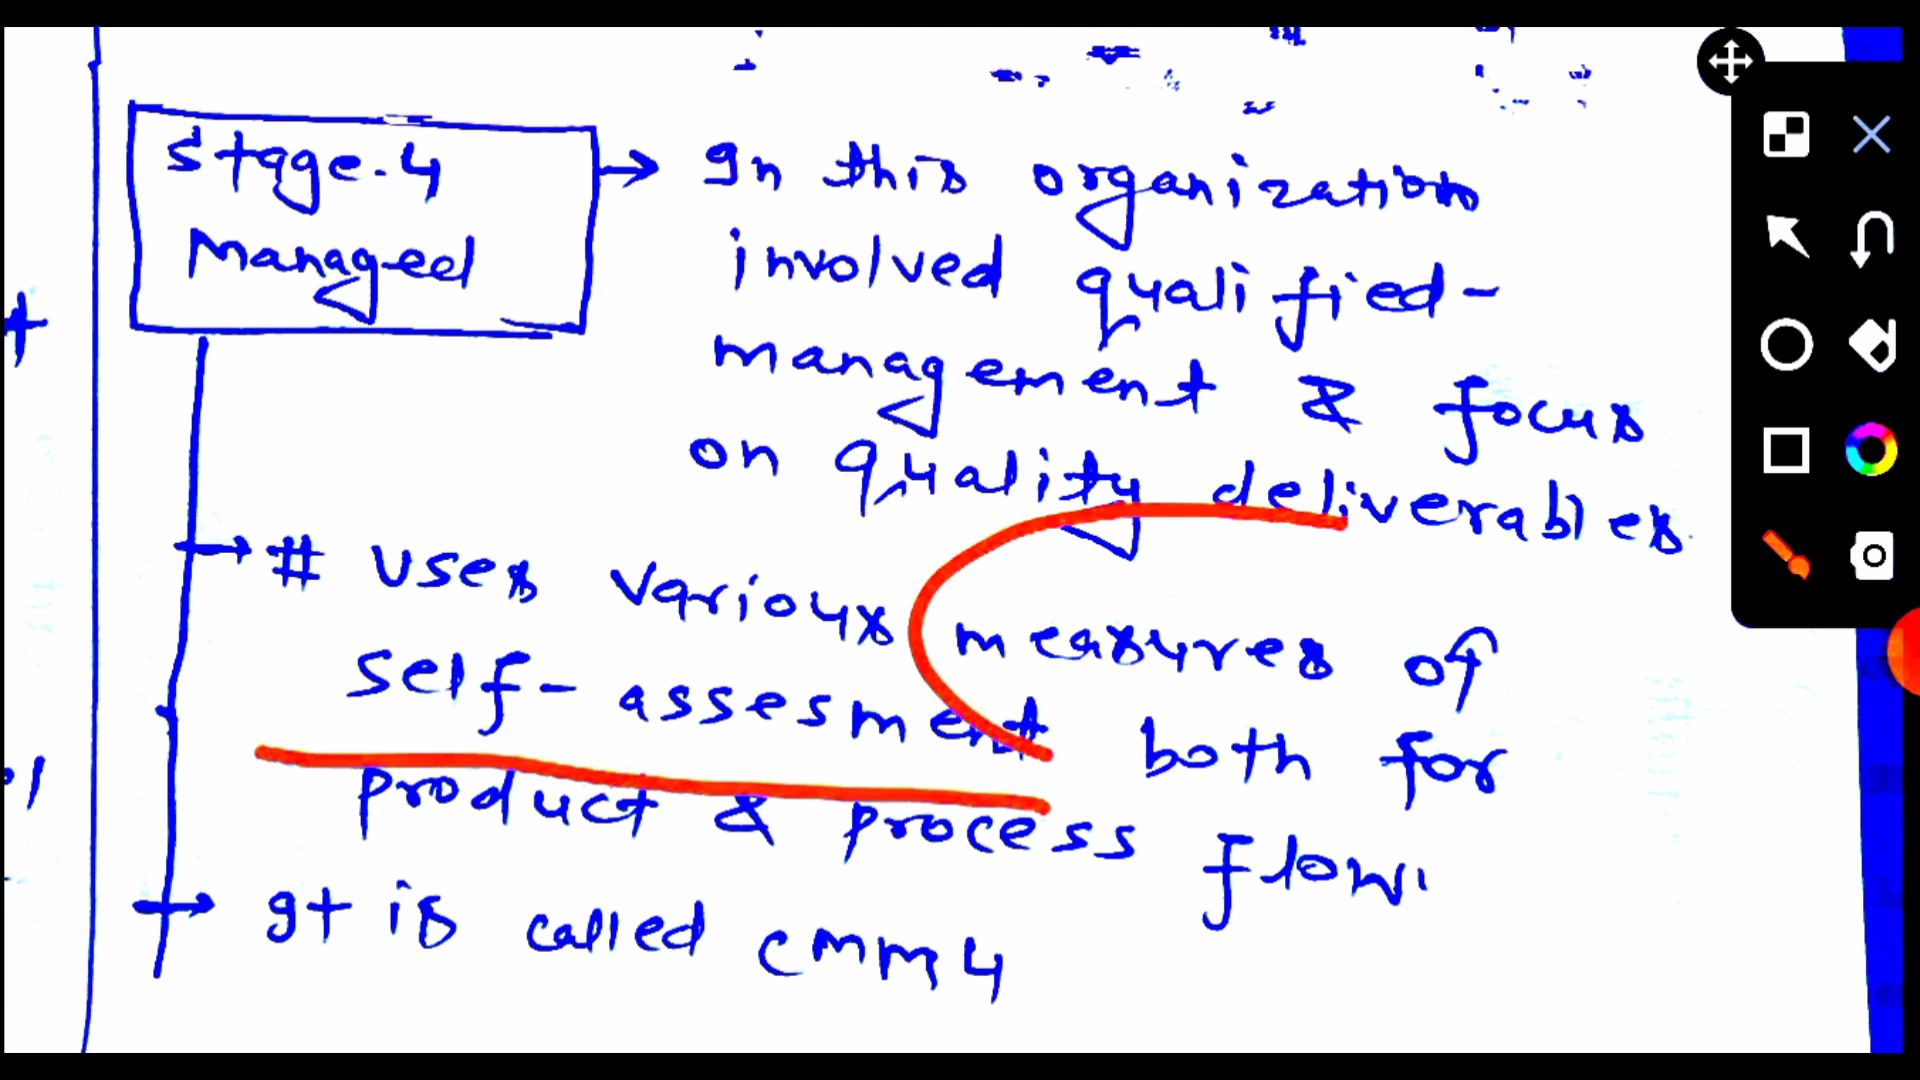 Stage.4
Managed
In this organization
involved qualified-
management & focus
on quality deliverables.
# uses various measures of
self-assesment both for
product & process flow.
It is called CMM4